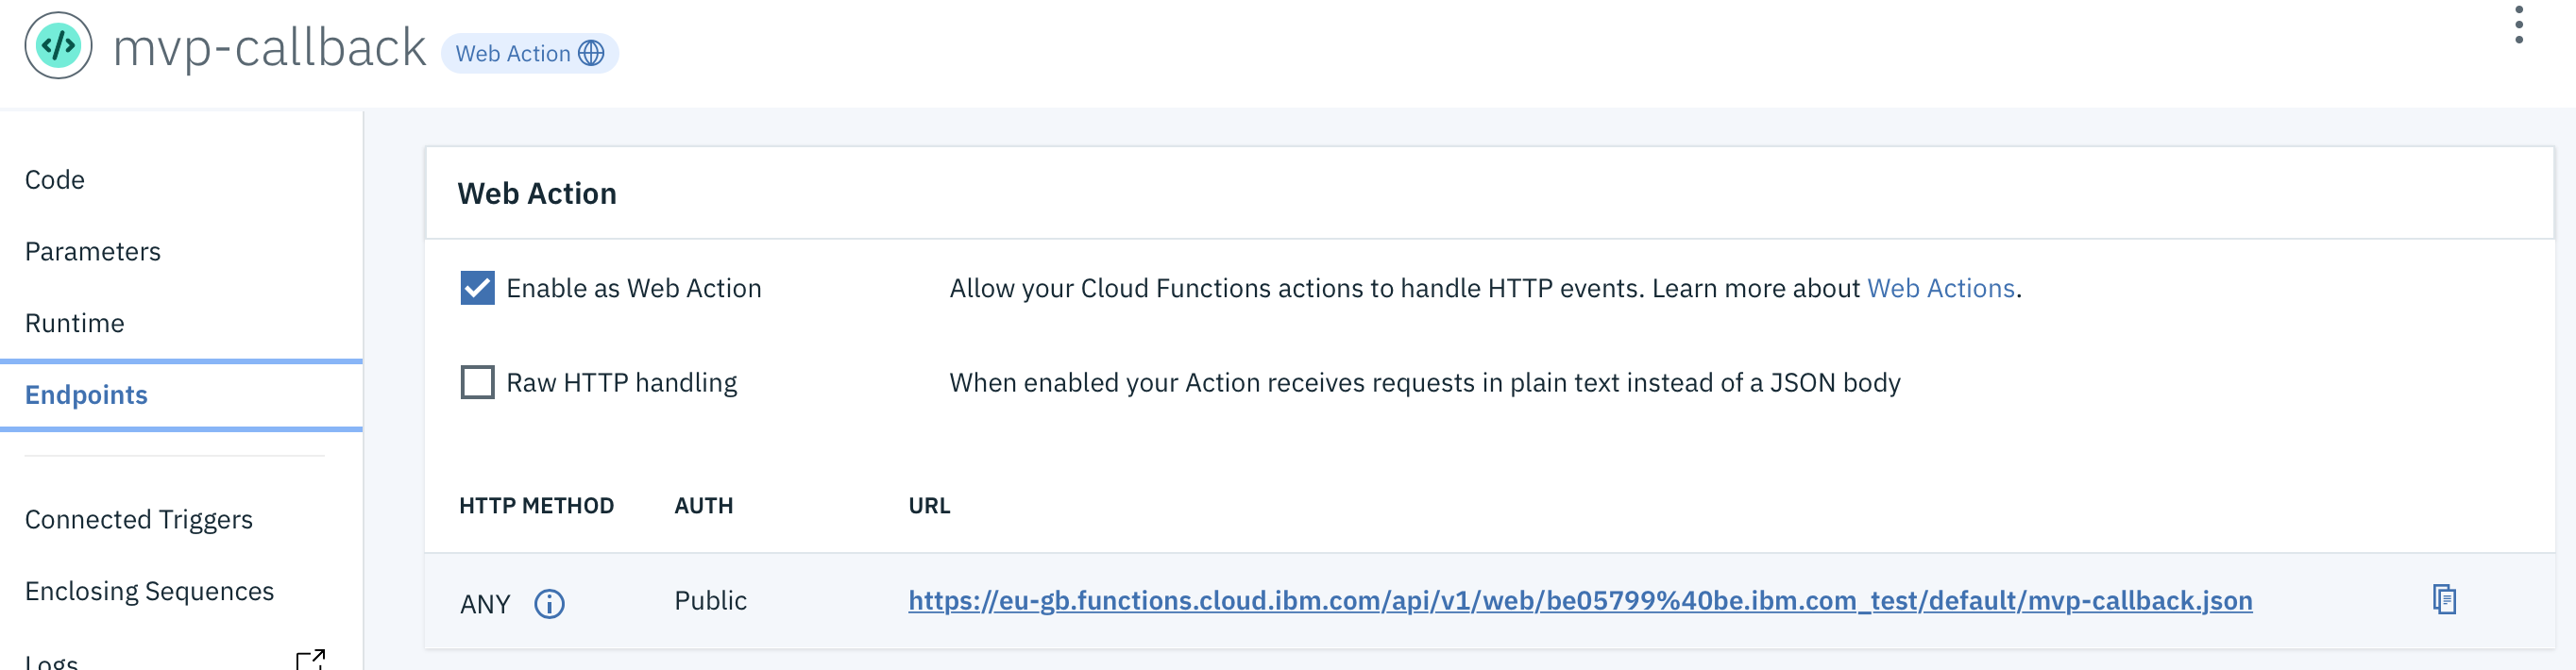 mvp-callback Web Action
Code
Parameters
Runtime
Endpoints
Connected Triggers
Enclosing Sequences
Logs
Web Action
Enable as Web Action Allow your Cloud Functions actions to handle HTTP events. Learn more about Web Actions.
Raw HTTP handling When enabled your Action receives requests in plain text instead of a JSON body
HTTP METHOD AUTH URL
ANY Public https://eu-gb.functions.cloud.ibm.com/api/v1/web/be05799%40be.ibm.com_test/default/mvp-callback.json